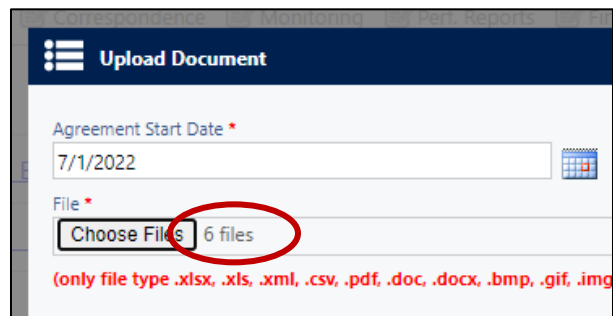 Correspondence Monitoring Perf. Reports
Upload Document
Agreement Start Date *
7/1/2022
File *
Choose Files 6 files
(only file type .xlsx, .xls, .xml, .csv, .pdf, .doc, .docx, .bmp, .gif, .img